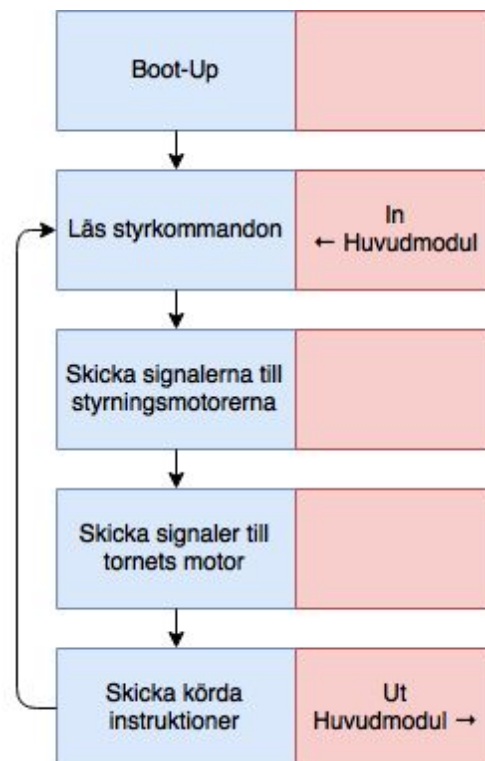 Boot-Up
Läs styrkommandon
In
← Huvudmodul
Skicka signalerna till
styrningsmotorerna
Skicka signaler till
tornets motor
Skicka körda
instruktioner
Ut
Huvudmodul →